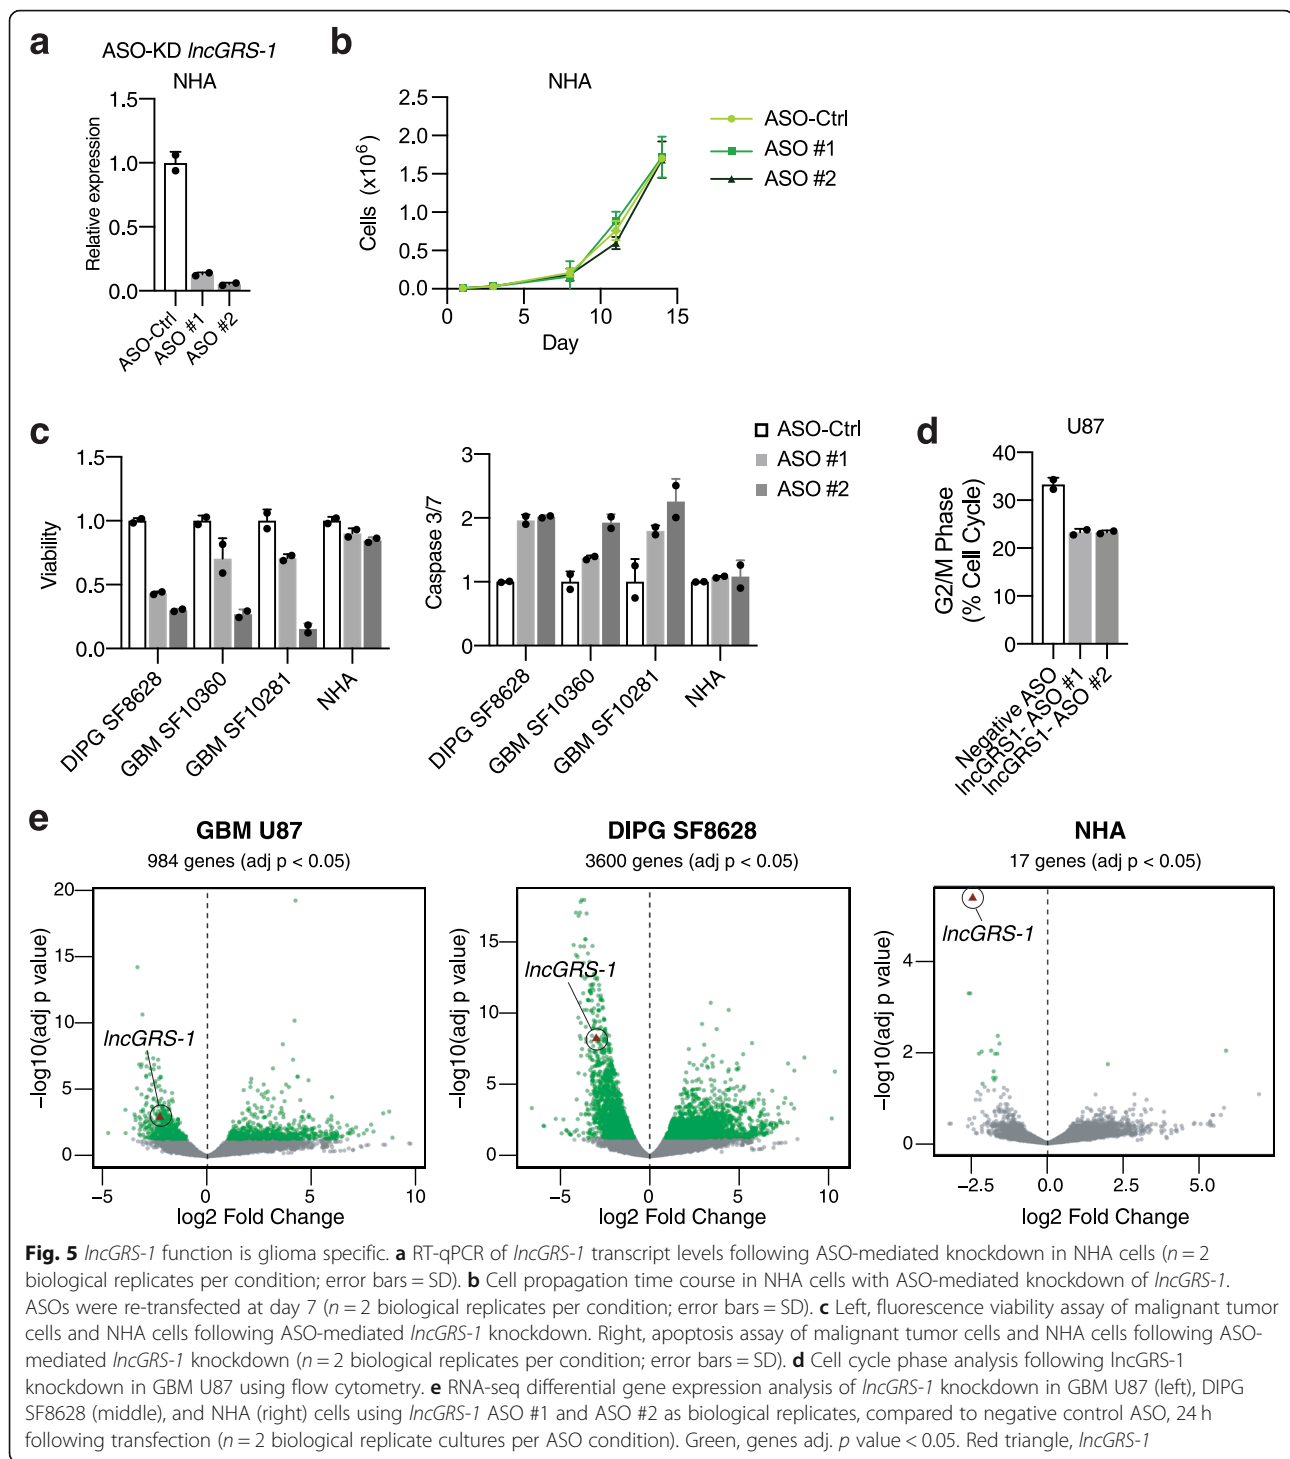 a
ASO-KD lncGRS-1
NHA
Relative expression
1.5
1.0
0.5
0.0
ASO-Ctrl
ASO #1
ASO #2
b
NHA
Cells (x10⁶)
2.5
2.0
1.5
1.0
0.5
0.0
0
5
10
15
Day
ASO-Ctrl
ASO #1
ASO #2
c
Viability
1.5
1.0
0.5
0.0
DIPG SF8628
GBM SF10360
GBM SF10281
NHA
Caspase 3/7
3
2
1
0
DIPG SF8628
GBM SF10360
GBM SF10281
NHA
ASO-Ctrl
ASO #1
ASO #2
d
U87
G2/M Phase
(% Cell Cycle)
40
30
20
10
0
Negative ASO
lncGRS1- ASO #1
lncGRS1- ASO #2
e
GBM U87
984 genes (adj p < 0.05)
−log10(adj p value)
20
15
10
5
0
lncGRS-1
−5
0
5
10
log2 Fold Change
DIPG SF8628
3600 genes (adj p < 0.05)
−log10(adj p value)
15
10
5
0
lncGRS-1
−5
0
5
10
log2 Fold Change
NHA
17 genes (adj p < 0.05)
−log10(adj p value)
4
2
0
lncGRS-1
−2.5
0.0
2.5
5.0
log2 Fold Change
Fig. 5 lncGRS-1 function is glioma specific. a RT-qPCR of lncGRS-1 transcript levels following ASO-mediated knockdown in NHA cells (n = 2
biological replicates per condition; error bars = SD). b Cell propagation time course in NHA cells with ASO-mediated knockdown of lncGRS-1.
ASOs were re-transfected at day 7 (n = 2 biological replicates per condition; error bars = SD). c Left, fluorescence viability assay of malignant tumor
cells and NHA cells following ASO-mediated lncGRS-1 knockdown. Right, apoptosis assay of malignant tumor cells and NHA cells following ASO-
mediated lncGRS-1 knockdown (n = 2 biological replicates per condition; error bars = SD). d Cell cycle phase analysis following lncGRS-1
knockdown in GBM U87 using flow cytometry. e RNA-seq differential gene expression analysis of lncGRS-1 knockdown in GBM U87 (left), DIPG
SF8628 (middle), and NHA (right) cells using lncGRS-1 ASO #1 and ASO #2 as biological replicates, compared to negative control ASO, 24 h
following transfection (n = 2 biological replicate cultures per ASO condition). Green, genes adj. p value < 0.05. Red triangle, lncGRS-1